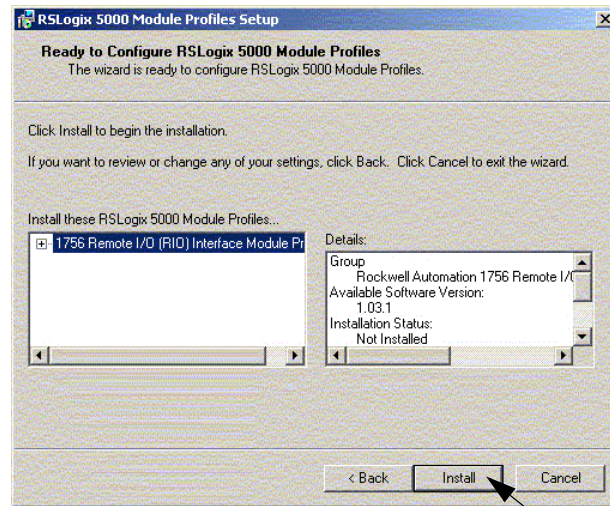 RSLogix 5000 Module Profiles Setup
Ready to Configure RSLogix 5000 Module Profiles
The wizard is ready to configure RSLogix 5000 Module Profiles.
Click Install to begin the installation.
If you want to review or change any of your settings, click Back. Click Cancel to exit the wizard.
Install these RSLogix 5000 Module Profiles...
1756 Remote I/O (RIO) Interface Module Pr
Details:
Group
Rockwell Automation 1756 Remote I/(
Available Software Version:
1.03.1
Installation Status:
Not Installed
< Back
Install
Cancel